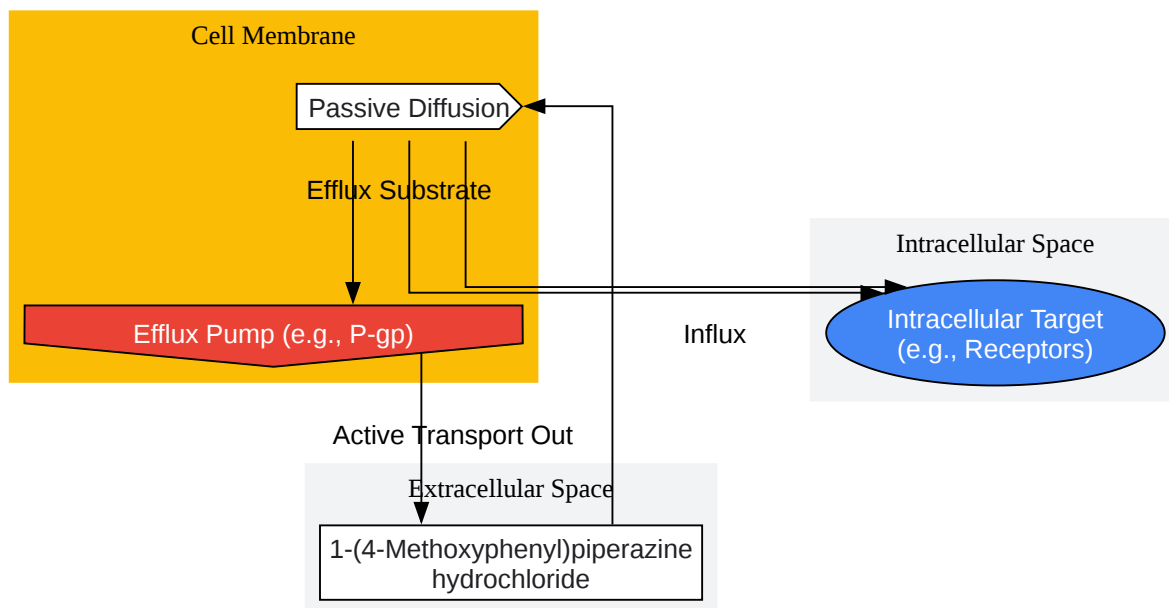 Cell Membrane
Passive Diffusion
Efflux Substrate
Intracellular Space
Efflux Pump (e.g., P-gp)
Influx
Intracellular Target
(e.g., Receptors)
Active Transport Out
Extracellular Space
1-(4-Methoxyphenyl)piperazine
hydrochloride